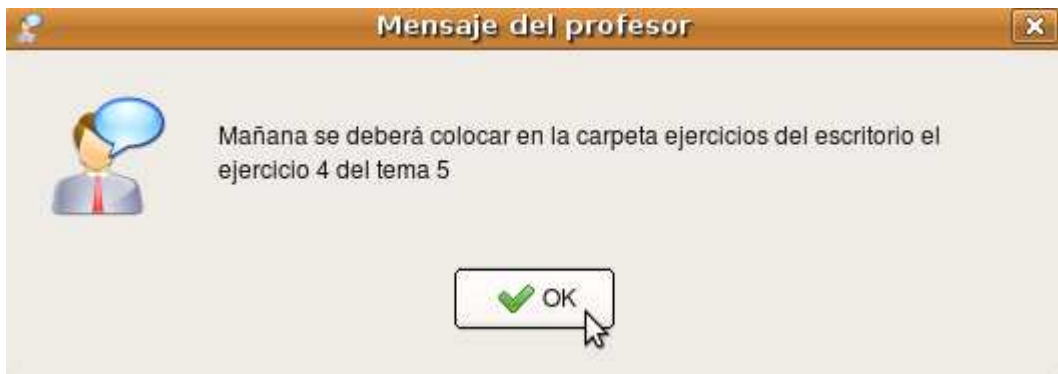 Mensaje del profesor
Mañana se deberá colocar en la carpeta ejercicios del escritorio el
ejercicio 4 del tema 5
OK